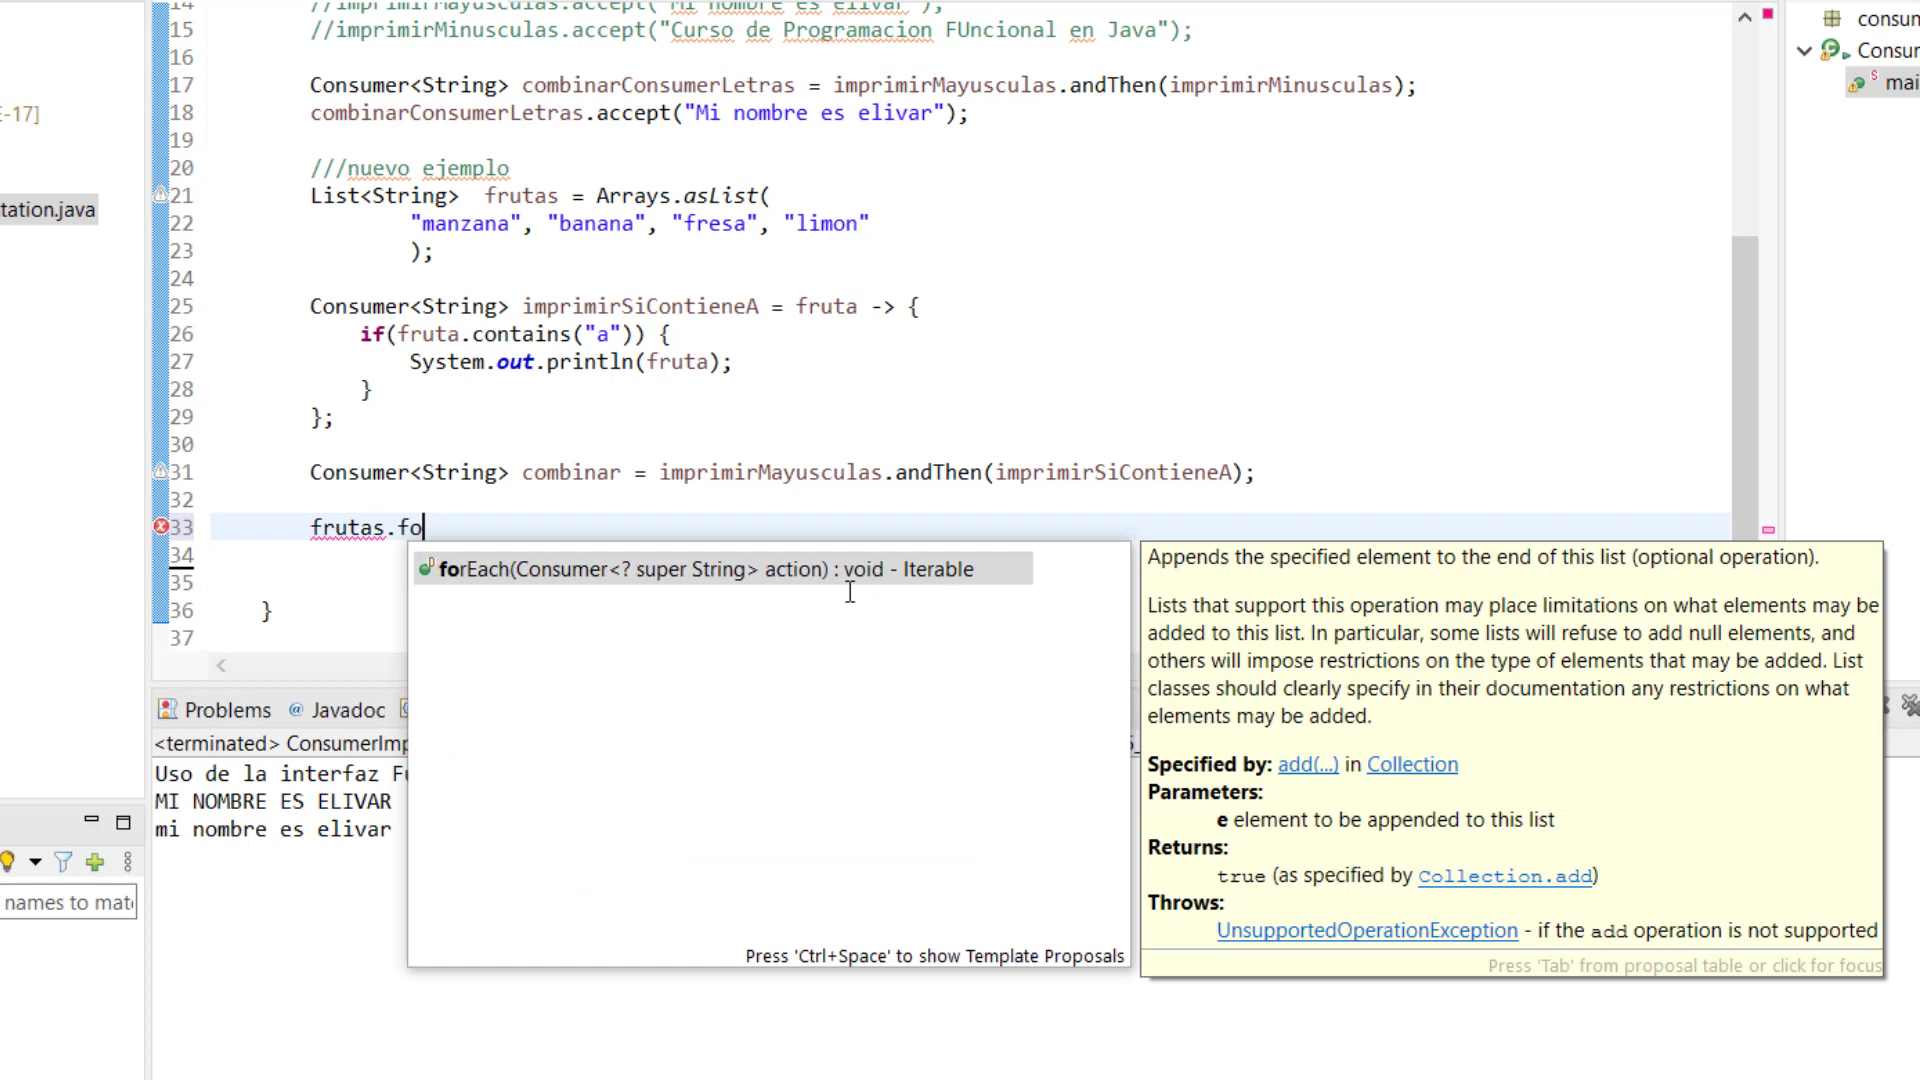 14 //imprimirMayusculas.accept("Mi nombre es elivar");
15 //imprimirMinusculas.accept("Curso de Programacion FUncional en Java");
16
17 Consumer<String> combinarConsumerLetras = imprimirMayusculas.andThen(imprimirMinusculas);
18 combinarConsumerLetras.accept("Mi nombre es elivar");
19
20 ///nuevo ejemplo
21 List<String>  frutas = Arrays.asList(
22 "manzana", "banana", "fresa", "limon"
23 );
24
25 Consumer<String> imprimirSiContieneA = fruta -> {
26 if(fruta.contains("a")) {
27 System.out.println(fruta);
28 }
29 };
30
31 Consumer<String> combinar = imprimirMayusculas.andThen(imprimirSiContieneA);
32
33 frutas.fo
34
35
36 }
37
E-17]
tation.java
names to mat
consum
Consum
mai
forEach(Consumer<? super String> action) : void - Iterable
Press 'Ctrl+Space' to show Template Proposals
Appends the specified element to the end of this list (optional operation).
Lists that support this operation may place limitations on what elements may be
added to this list. In particular, some lists will refuse to add null elements, and
others will impose restrictions on the type of elements that may be added. List
classes should clearly specify in their documentation any restrictions on what
elements may be added.
Specified by: add(...) in Collection
Parameters:
e element to be appended to this list
Returns:
true (as specified by Collection.add)
Throws:
UnsupportedOperationException - if the add operation is not supported
Press 'Tab' from proposal table or click for focus
Problems @ Javadoc
<terminated> ConsumerImp
Uso de la interfaz Fu
MI NOMBRE ES ELIVAR
mi nombre es elivar